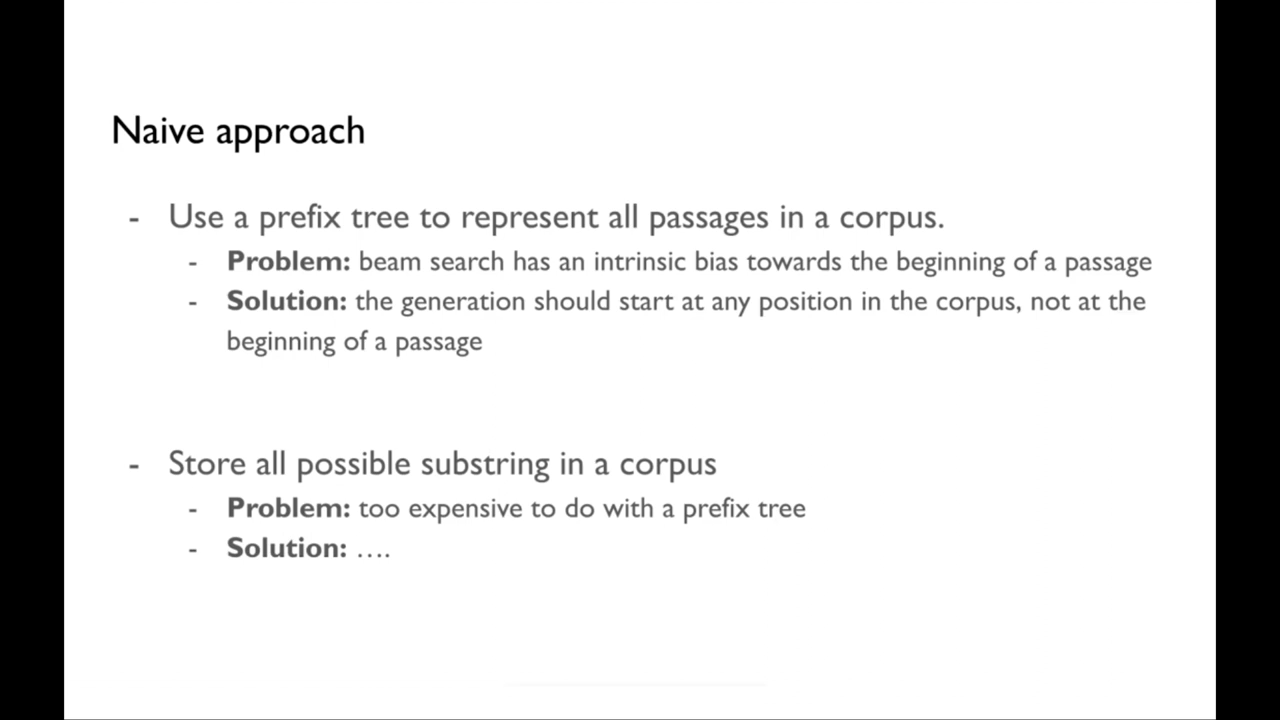 Naive approach
- Use a prefix tree to represent all passages in a corpus.
- Problem: beam search has an intrinsic bias towards the beginning of a passage
- Solution: the generation should start at any position in the corpus, not at the
beginning of a passage
- Store all possible substring in a corpus
- Problem: too expensive to do with a prefix tree
- Solution: ....